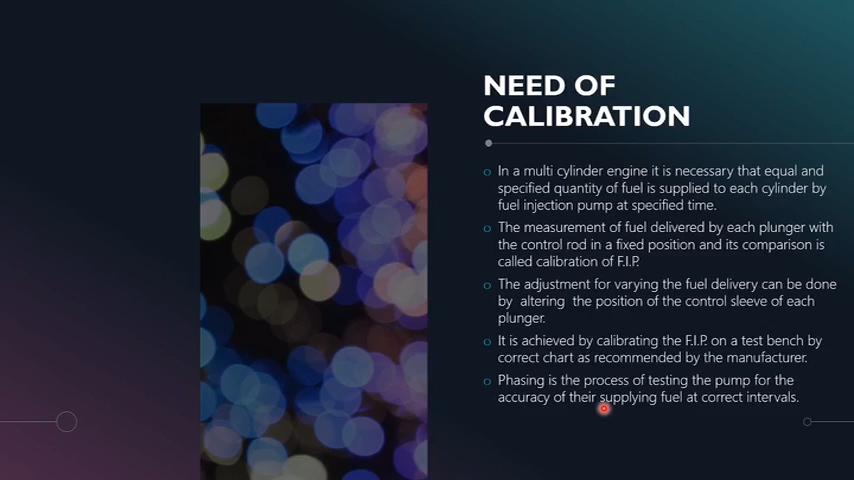 NEED OF
CALIBRATION
In a multi cylinder engine it is necessary that equal and
specified quantity of fuel is supplied to each cylinder by
fuel injection pump at specified time.
The measurement of fuel delivered by each plunger with
the control rod in a fixed position and its comparison is
called calibration of F.I.P.
The adjustment for varying the fuel delivery can be done
by altering the position of the control sleeve of each
plunger.
It is achieved by calibrating the F.I.P. on a test bench by
correct chart as recommended by the manufacturer.
Phasing is the process of testing the pump for the
accuracy of their supplying fuel at correct intervals.